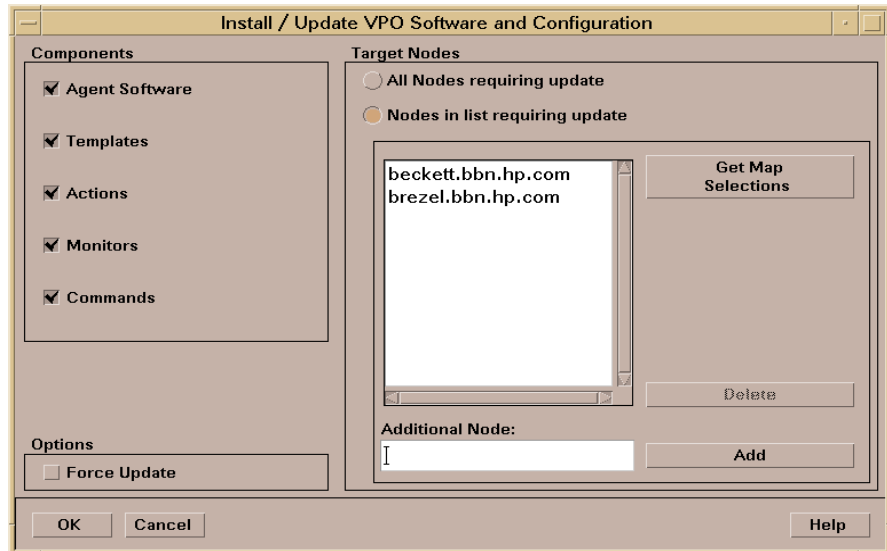 Install / Update VPO Software and Configuration
Components
Agent Software
Templates
Actions
Monitors
Commands
Options
Force Update
Target Nodes
All Nodes requiring update
Nodes in list requiring update
beckett.bbn.hp.com
brezel.bbn.hp.com
Get Map
Selections
Delete
Additional Node:
Add
OK
Cancel
Help